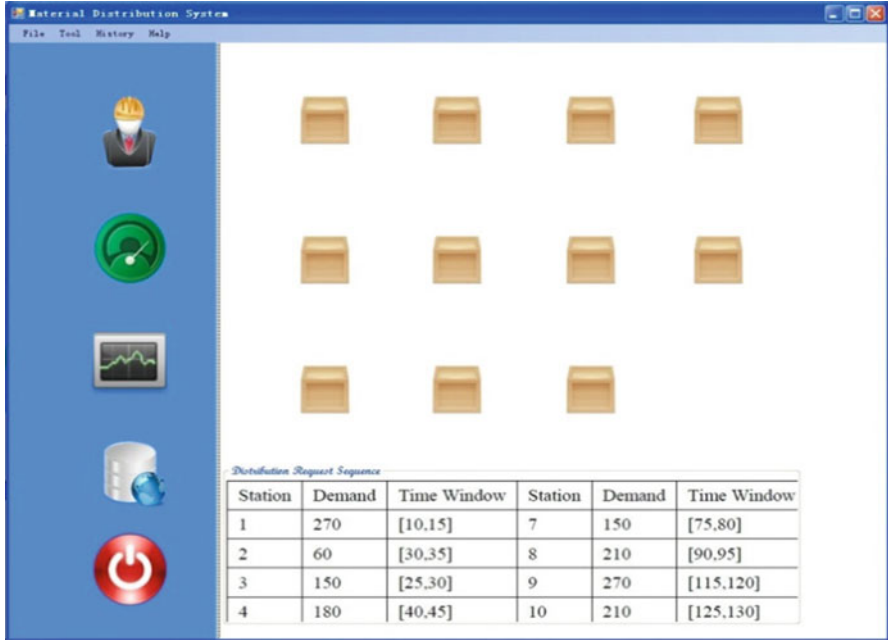 Material Distribution System
File Tool History Help
Distribution Request Sequence
Station Demand Time Window Station Demand Time Window
1 270 [10,15] 7 150 [75,80]
2 60 [30,35] 8 210 [90,95]
3 150 [25,30] 9 270 [115,120]
4 180 [40,45] 10 210 [125,130]